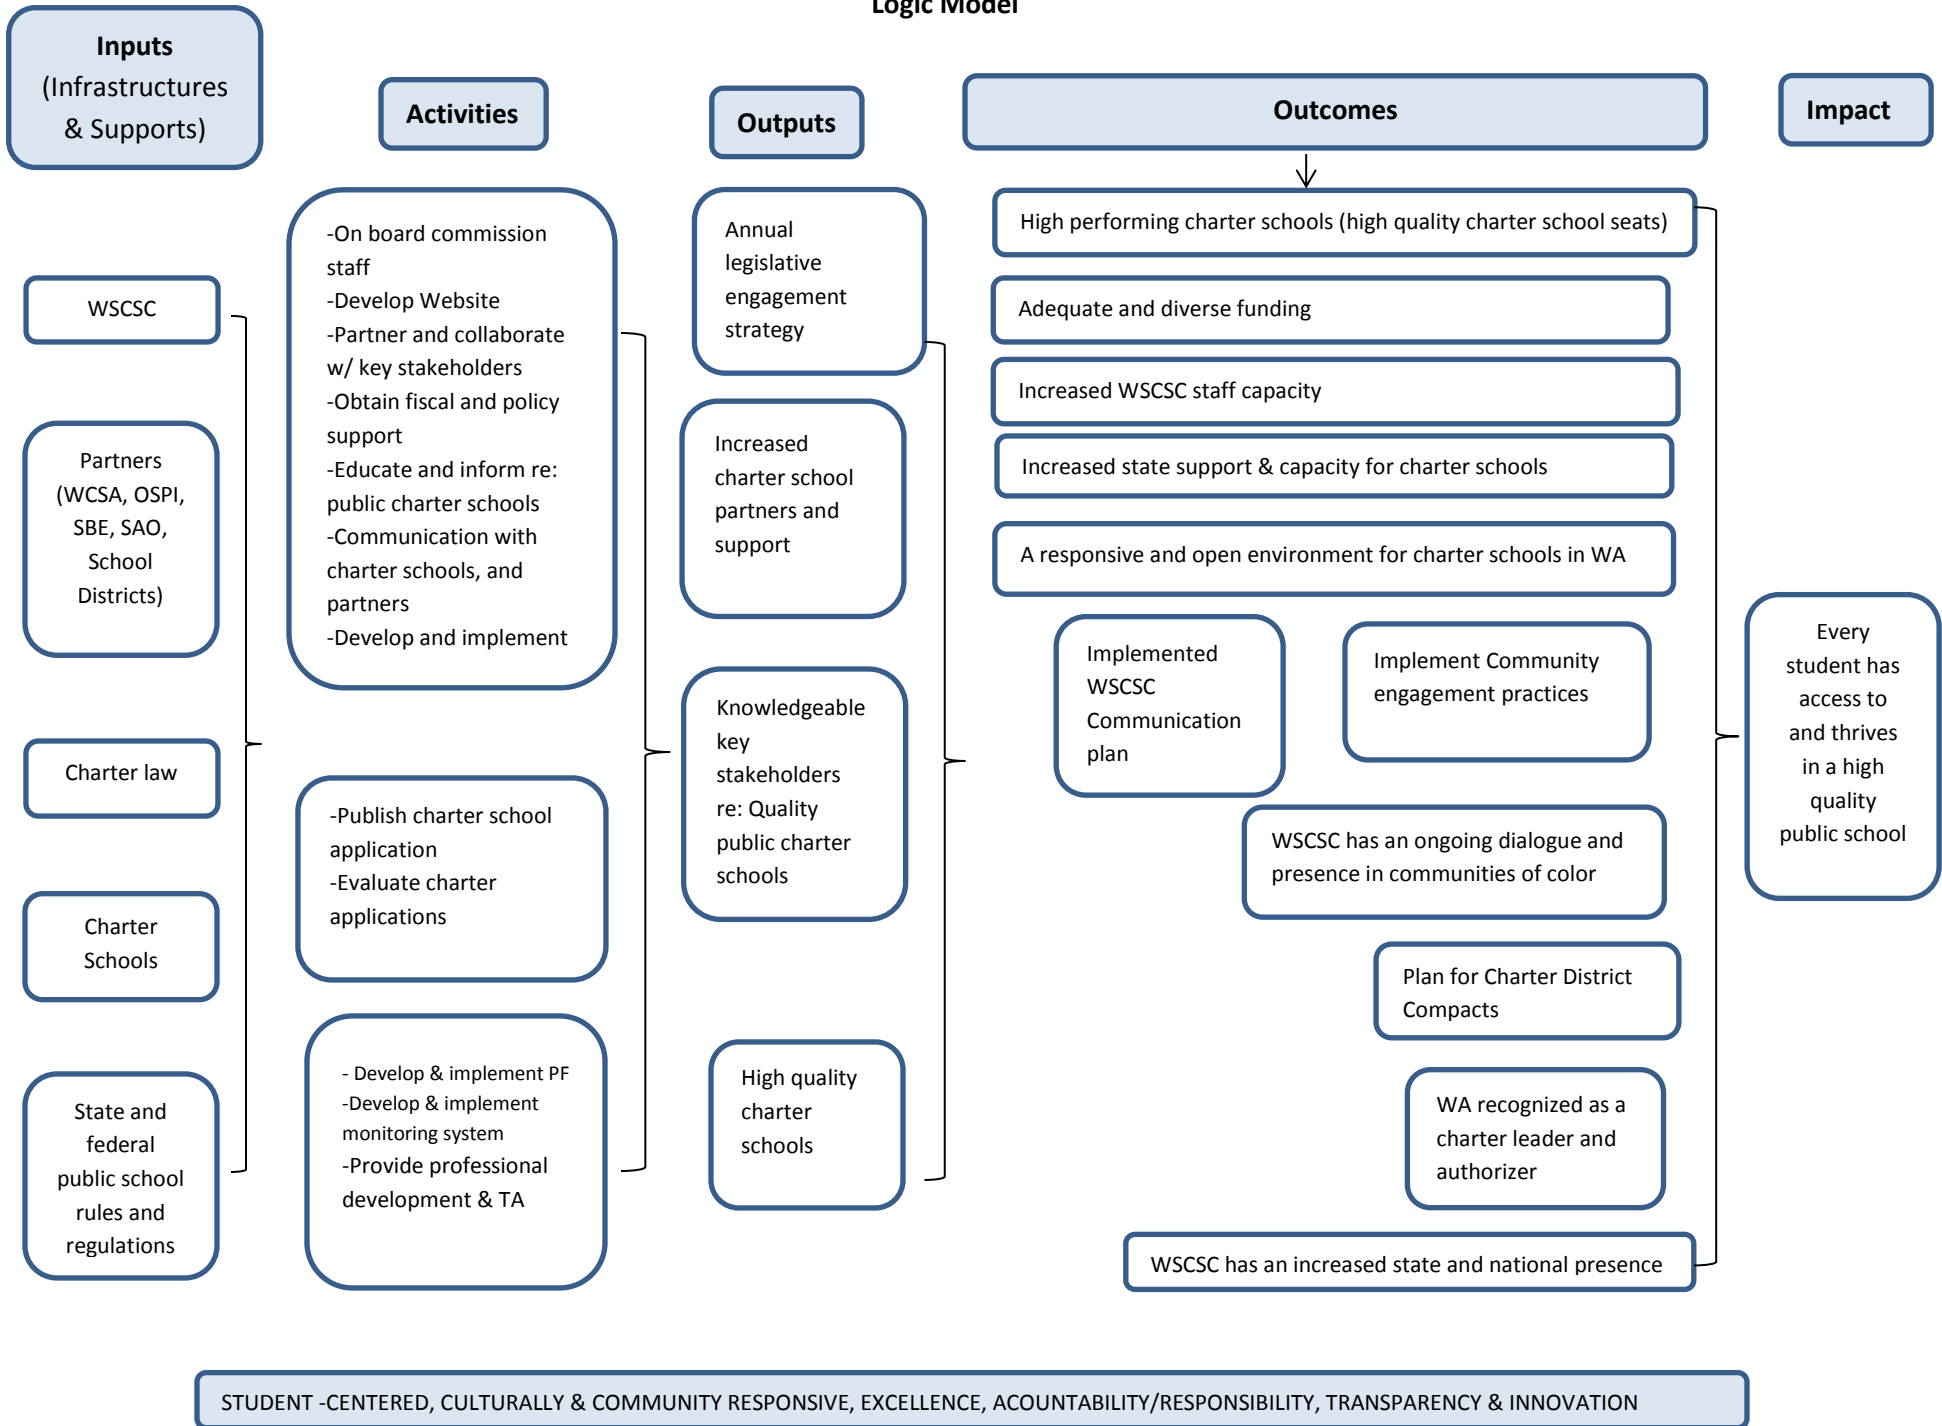 Logic Model
Inputs
(Infrastructures
& Supports)
Activities
Outputs
Outcomes
Impact
WSCSC
Partners
(WCSA, OSPI,
SBE, SAO,
School
Districts)
Charter law
Charter
Schools
State and
federal
public school
rules and
regulations
-On board commission
staff
-Develop Website
-Partner and collaborate
w/ key stakeholders
-Obtain fiscal and policy
support
-Educate and inform re:
public charter schools
-Communication with
charter schools, and
partners
-Develop and implement
-Publish charter school
application
-Evaluate charter
applications
- Develop & implement PF
-Develop & implement
monitoring system
-Provide professional
development & TA
Annual
legislative
engagement
strategy
Increased
charter school
partners and
support
Knowledgeable
key
stakeholders
re: Quality
public charter
schools
High quality
charter
schools
High performing charter schools (high quality charter school seats)
Adequate and diverse funding
Increased WSCSC staff capacity
Increased state support & capacity for charter schools
A responsive and open environment for charter schools in WA
Implemented
WSCSC
Communication
plan
Implement Community
engagement practices
WSCSC has an ongoing dialogue and
presence in communities of color
Plan for Charter District
Compacts
WA recognized as a
charter leader and
authorizer
WSCSC has an increased state and national presence
Every
student has
access to
and thrives
in a high
quality
public school
STUDENT -CENTERED, CULTURALLY & COMMUNITY RESPONSIVE, EXCELLENCE, ACOUNTABILITY/RESPONSIBILITY, TRANSPARENCY & INNOVATION